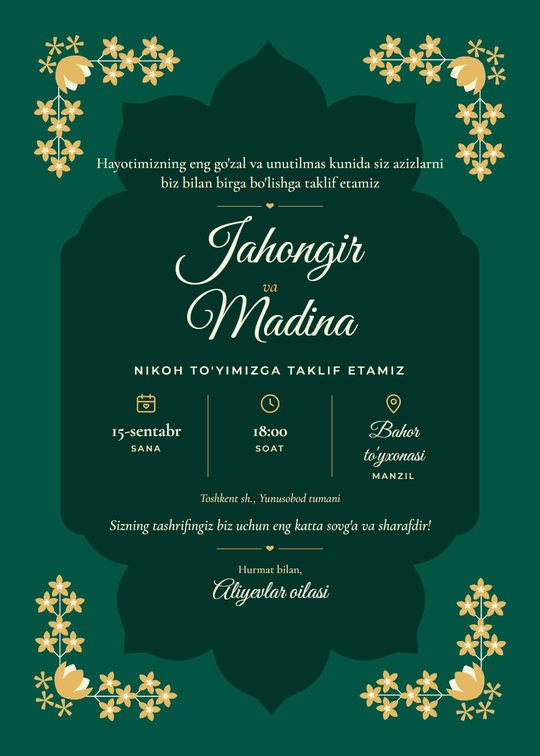 Hayotimizning eng go'zal va unutilmas kunida siz azizlarni
biz bilan birga bo'lishga taklif etamiz
Jahongir
va
Madina
NIKOH TO'YIMIZGA TAKLIF ETAMIZ
15-sentabr
SANA
18:00
SOAT
Bahor
to'yxonasi
MANZIL
Toshkent sh., Yunusobod tumani
Sizning tashrifingiz biz uchun eng katta sovg'a va sharafdir!
Hurmat bilan,
Aliyevlar oilasi